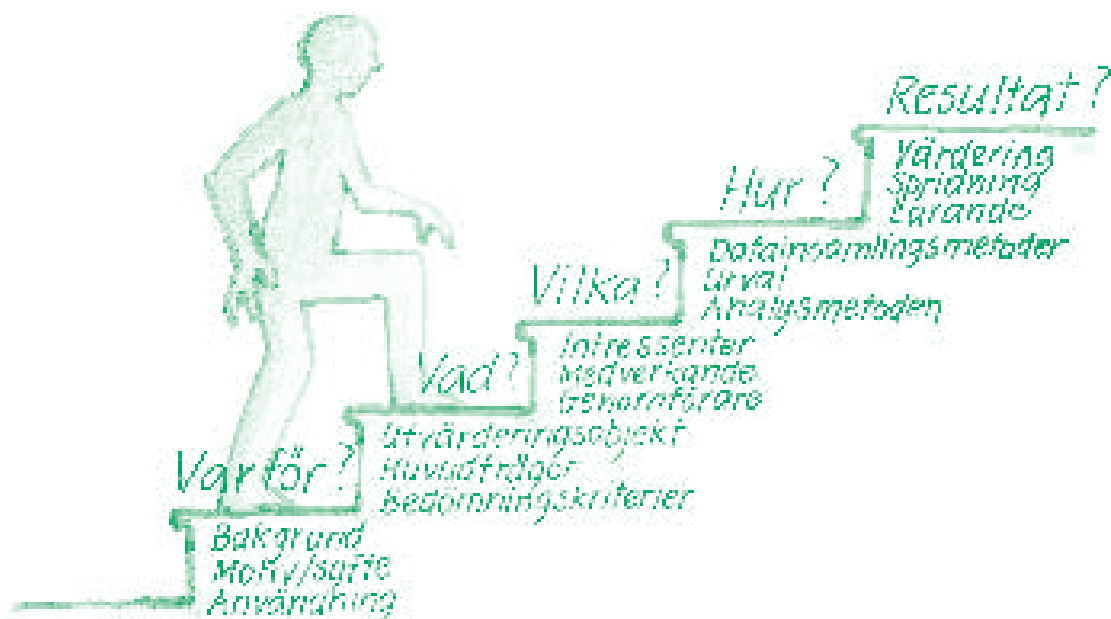 Resultat?
Värdering
Spridning
Lärande
Hur?
Datainsamlingsmetoder
Urval
Analysmetoden
Vilka?
Intressenter
Medverkande
Genomförare
Vad?
Utvärderingsobjekt
Huvudfrågor
Bedömningskriterier
Varför?
Bakgrund
Motiv/syfte
Användning